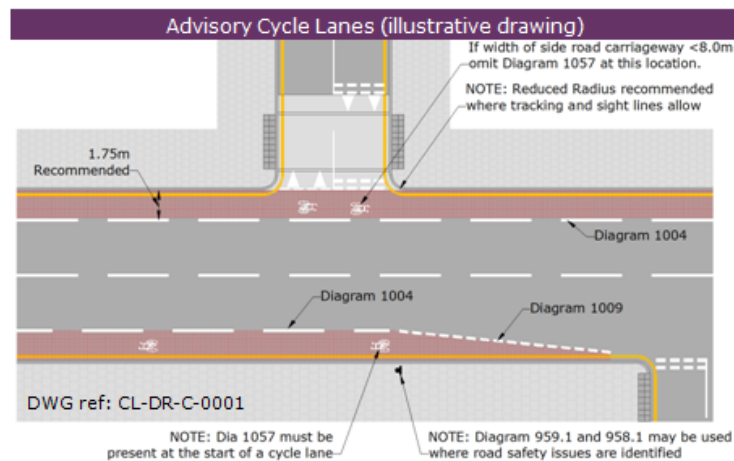 Advisory Cycle Lanes (illustrative drawing)
If width of side road carriageway <8.0m
omit Diagram 1057 at this location.
NOTE: Reduced Radius recommended
where tracking and sight lines allow
1.75m
Recommended
Diagram 1004
Diagram 1004
Diagram 1009
DWG ref: CL-DR-C-0001
NOTE: Dia 1057 must be
present at the start of a cycle lane
NOTE: Diagram 959.1 and 958.1 may be used
where road safety issues are identified